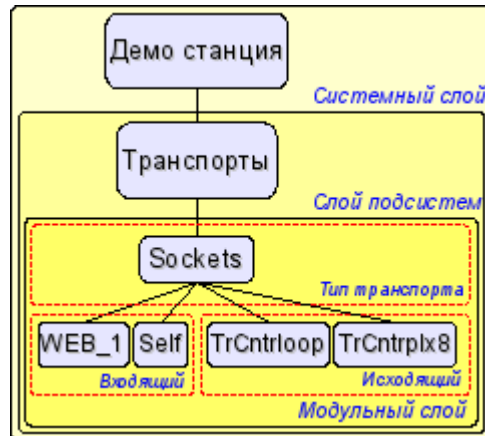 Демо станция
Системный слой
Транспорты
Слой подсистем
Sockets
Тип транспорта
WEB_1 Self TrCntrloop TrCntrplx8
Входящий Исходящий
Модульный слой